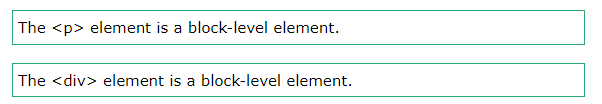 The <p> element is a block-level element.
The <div> element is a block-level element.